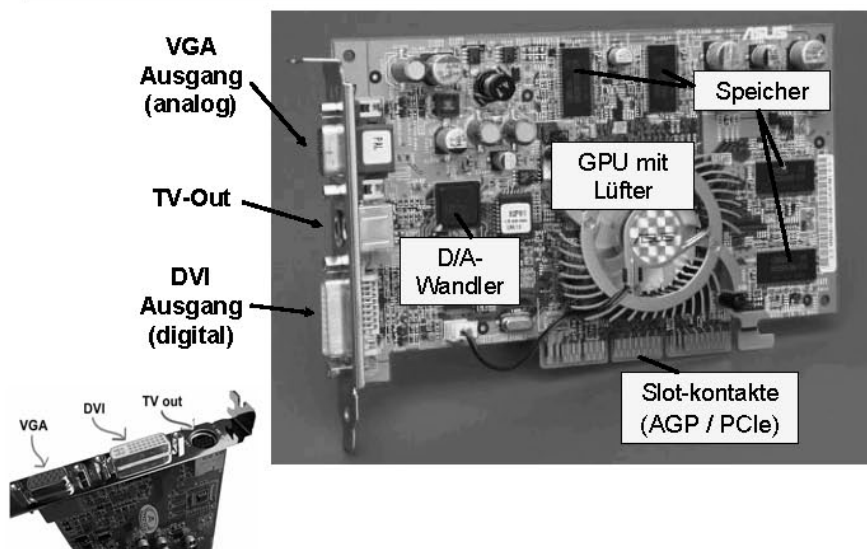 VGA
Ausgang
(analog)
TV-Out
DVI
Ausgang
(digital)
ASUS
Speicher
GPU mit
Lüfter
D/A-
Wandler
Slot-kontakte
(AGP / PCIe)
PAL
VGA
DVI
TV out